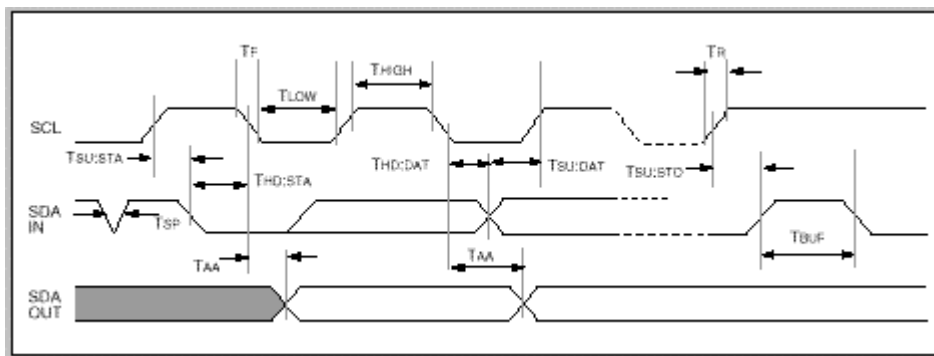 TF
TR
THIGH
TLOW
SCL
TSU:STA
THD:STA
THD:DAT
TSU:DAT
TSU:STO
SDA
IN
TSP
TBUF
TAA
TAA
SDA
OUT